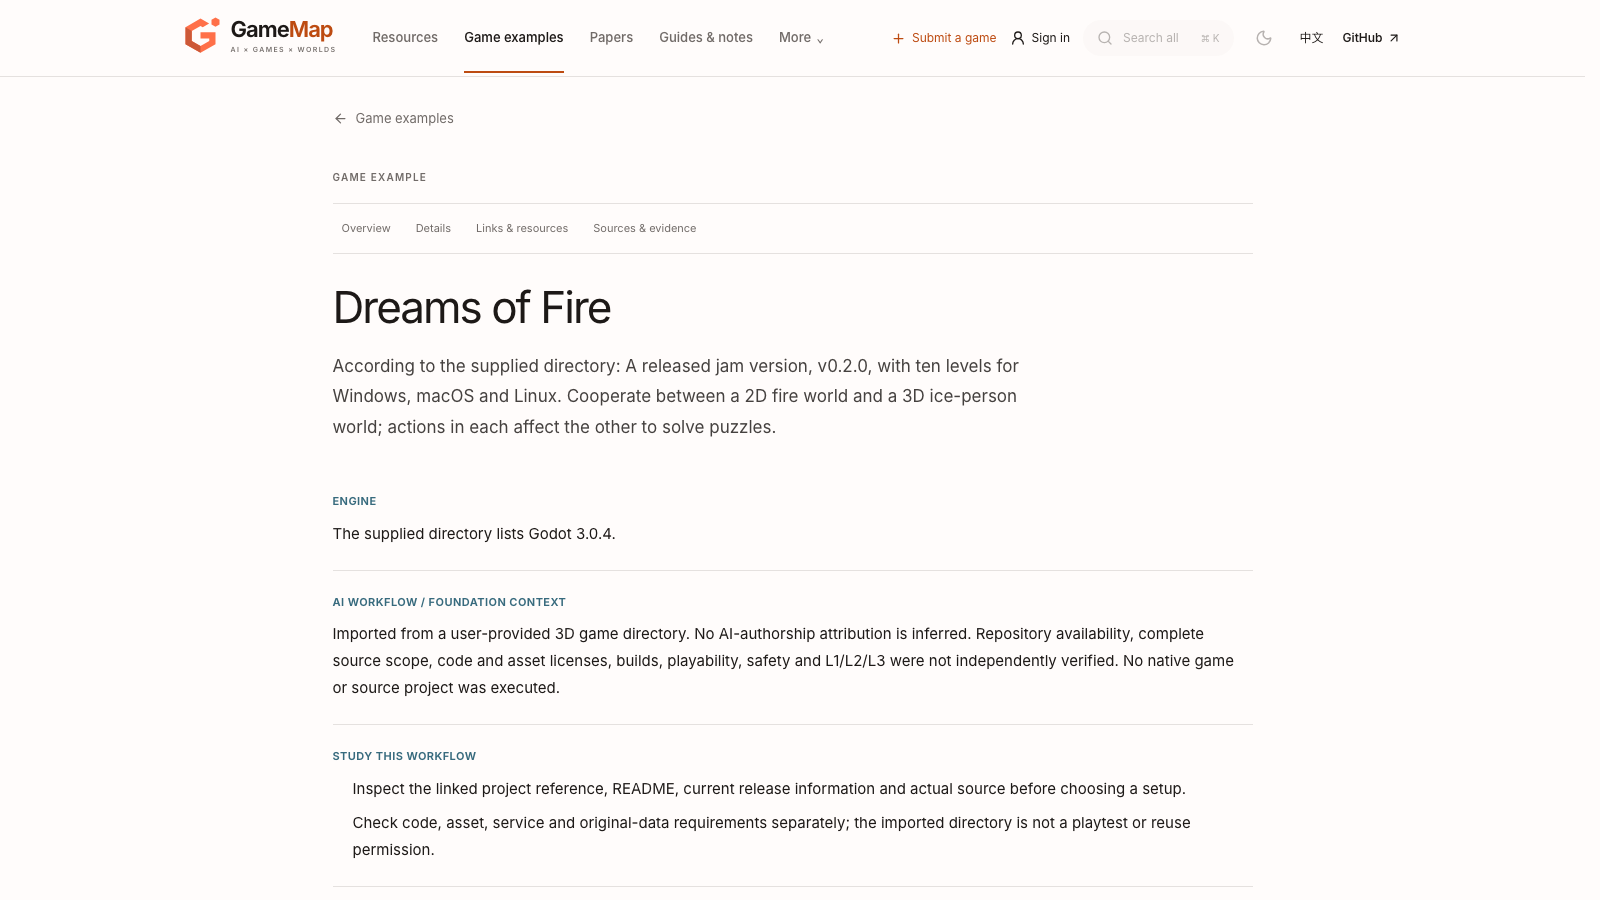 GameMap
AI × GAMES × WORLDS
Resources
Game examples
Papers
Guides & notes
More
Submit a game
Sign in
Search all
⌘ K
中文
GitHub
Game examples
GAME EXAMPLE
Overview
Details
Links & resources
Sources & evidence
Dreams of Fire
According to the supplied directory: A released jam version, v0.2.0, with ten levels for
Windows, macOS and Linux. Cooperate between a 2D fire world and a 3D ice-person
world; actions in each affect the other to solve puzzles.
ENGINE
The supplied directory lists Godot 3.0.4.
AI WORKFLOW / FOUNDATION CONTEXT
Imported from a user-provided 3D game directory. No AI-authorship attribution is inferred. Repository availability, complete
source scope, code and asset licenses, builds, playability, safety and L1/L2/L3 were not independently verified. No native game
or source project was executed.
STUDY THIS WORKFLOW
Inspect the linked project reference, README, current release information and actual source before choosing a setup.
Check code, asset, service and original-data requirements separately; the imported directory is not a playtest or reuse
permission.